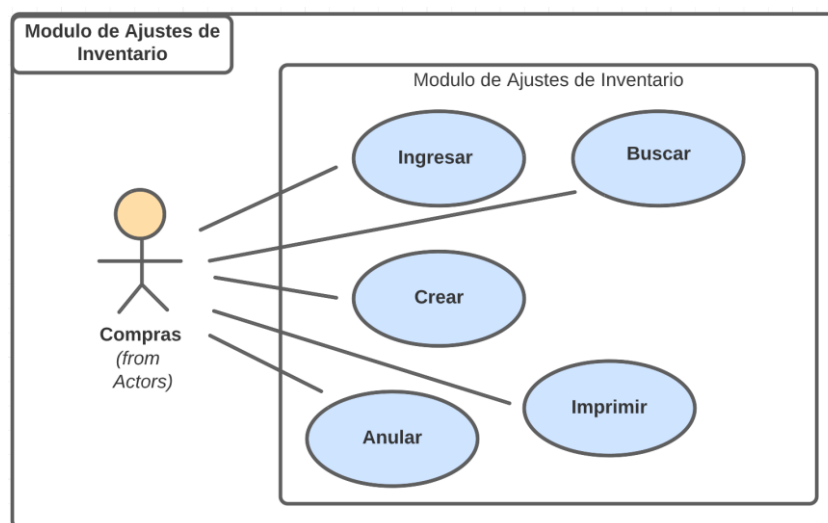 Modulo de Ajustes de
Inventario
Modulo de Ajustes de Inventario
Ingresar
Buscar
Crear
Compras
(from
Actors)
Imprimir
Anular